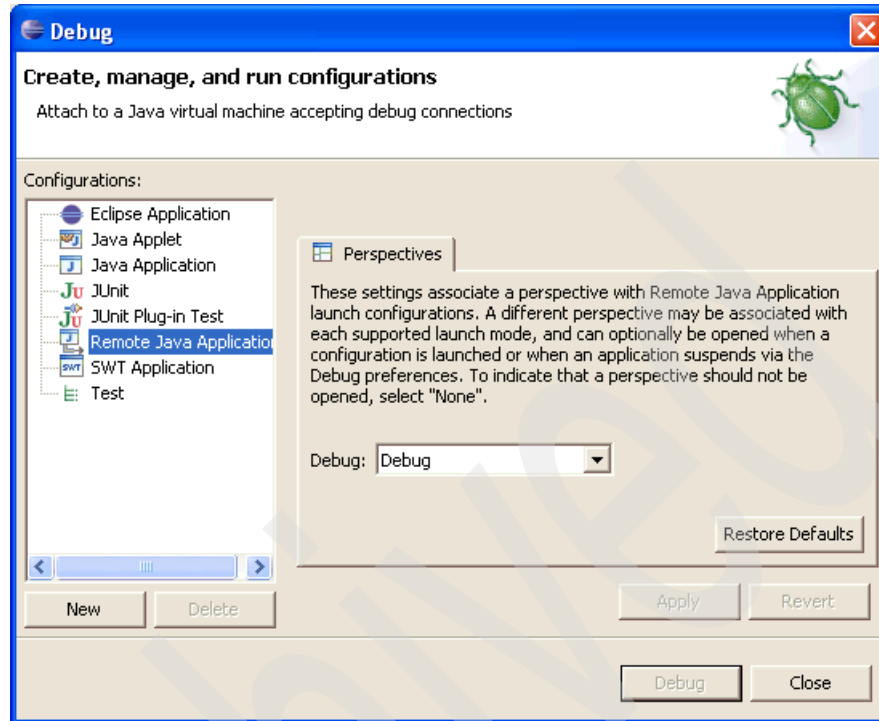 Debug
Create, manage, and run configurations
Attach to a Java virtual machine accepting debug connections
Configurations:
Eclipse Application
Java Applet
Java Application
JUnit
JUnit Plug-in Test
Remote Java Application
SWT Application
Test
Perspectives
These settings associate a perspective with Remote Java Application
launch configurations. A different perspective may be associated with
each supported launch mode, and can optionally be opened when a
configuration is launched or when an application suspends via the
Debug preferences. To indicate that a perspective should not be
opened, select "None".
Debug: Debug
Restore Defaults
New Delete
Apply Revert
Debug Close